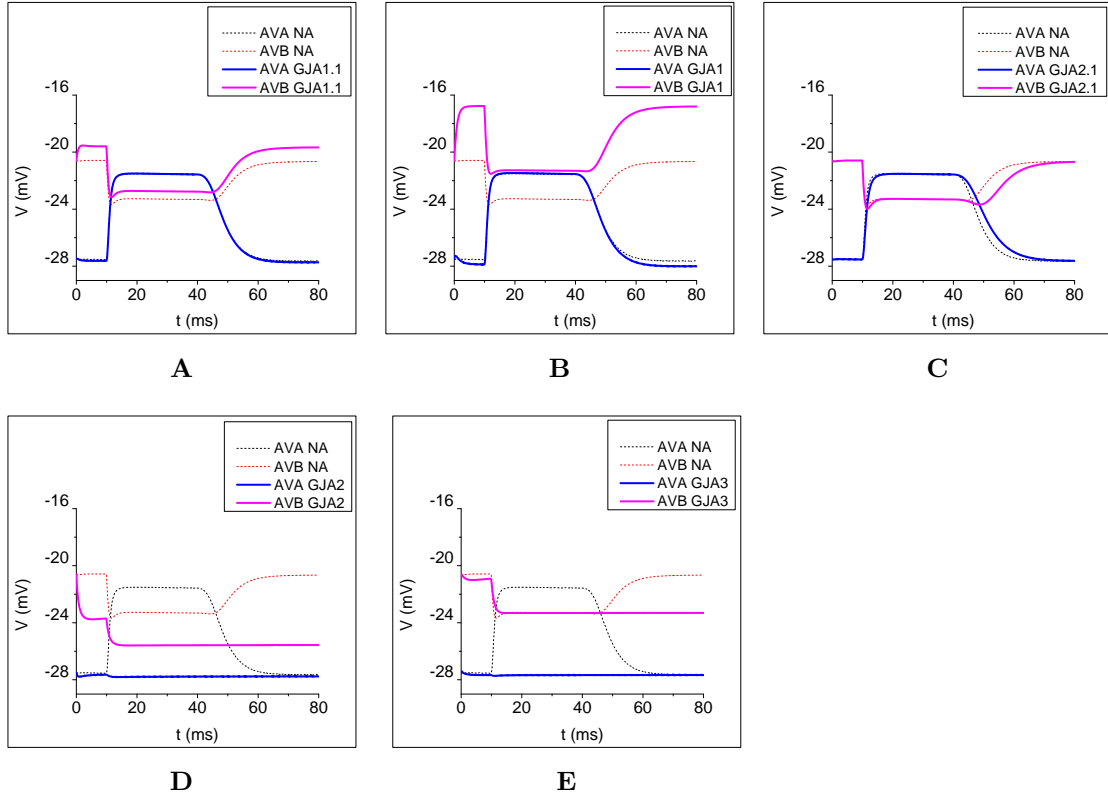 AVA NA
AVB NA
AVA GJA1.1
AVB GJA1.1
-16
-20
-24
-28
V (mV)
0 20 40 60 80
t (ms)
A
AVA NA
AVB NA
AVA GJA1
AVB GJA1
-16
-20
-24
-28
V (mV)
0 20 40 60 80
t (ms)
B
AVA NA
AVB NA
AVA GJA2.1
AVB GJA2.1
-16
-20
-24
-28
V (mV)
0 20 40 60 80
t (ms)
C
AVA NA
AVB NA
AVA GJA2
AVB GJA2
-16
-20
-24
-28
V (mV)
0 20 40 60 80
t (ms)
D
AVA NA
AVB NA
AVA GJA3
AVB GJA3
-16
-20
-24
-28
V (mV)
0 20 40 60 80
t (ms)
E